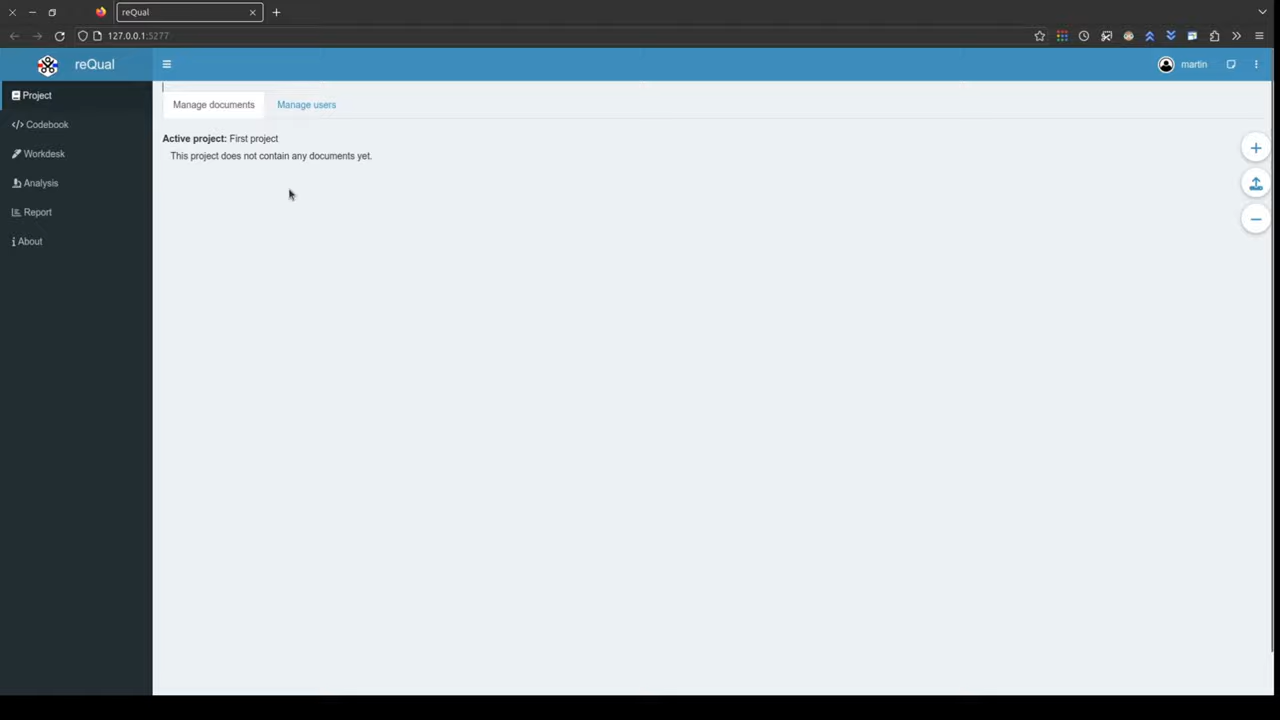 reQual
127.0.0.1:5277
reQual
martin
Project
Codebook
Workdesk
Analysis
Report
About
Manage documents
Manage users
Active project: First project
This project does not contain any documents yet.